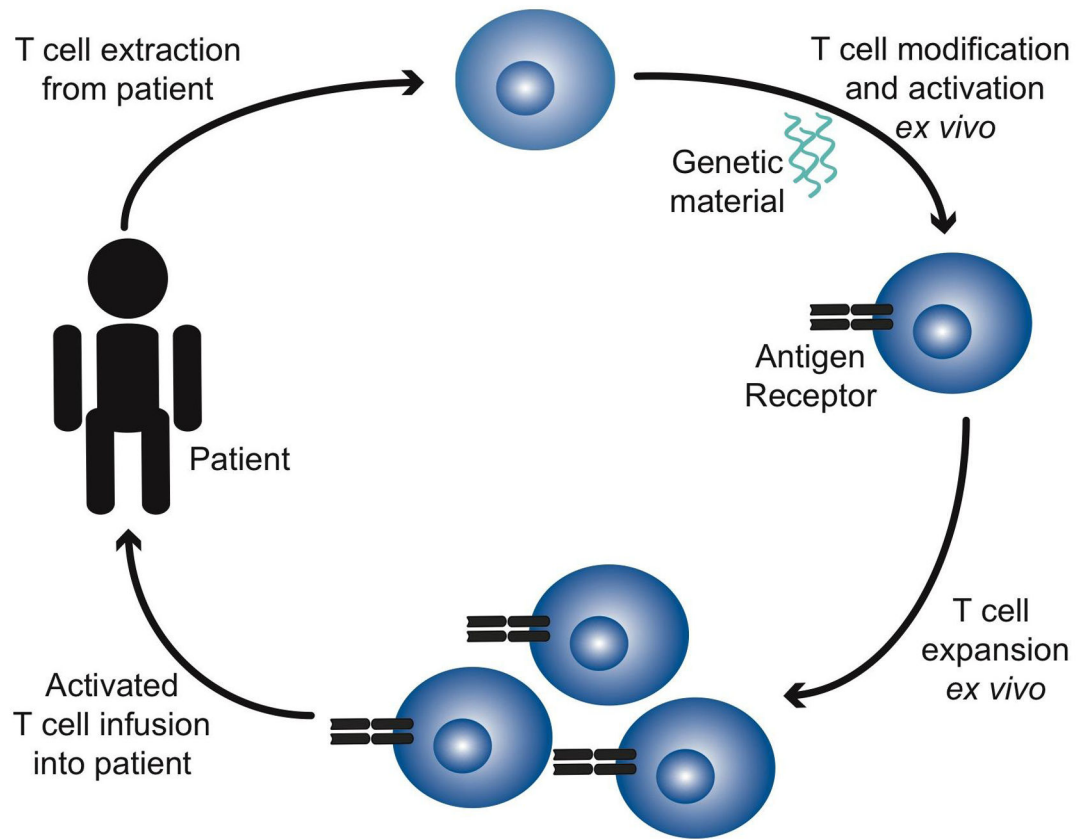 T cell extraction
from patient
T cell modification
and activation
ex vivo
Genetic
material
Antigen
Receptor
Patient
T cell
expansion
ex vivo
Activated
T cell infusion
into patient